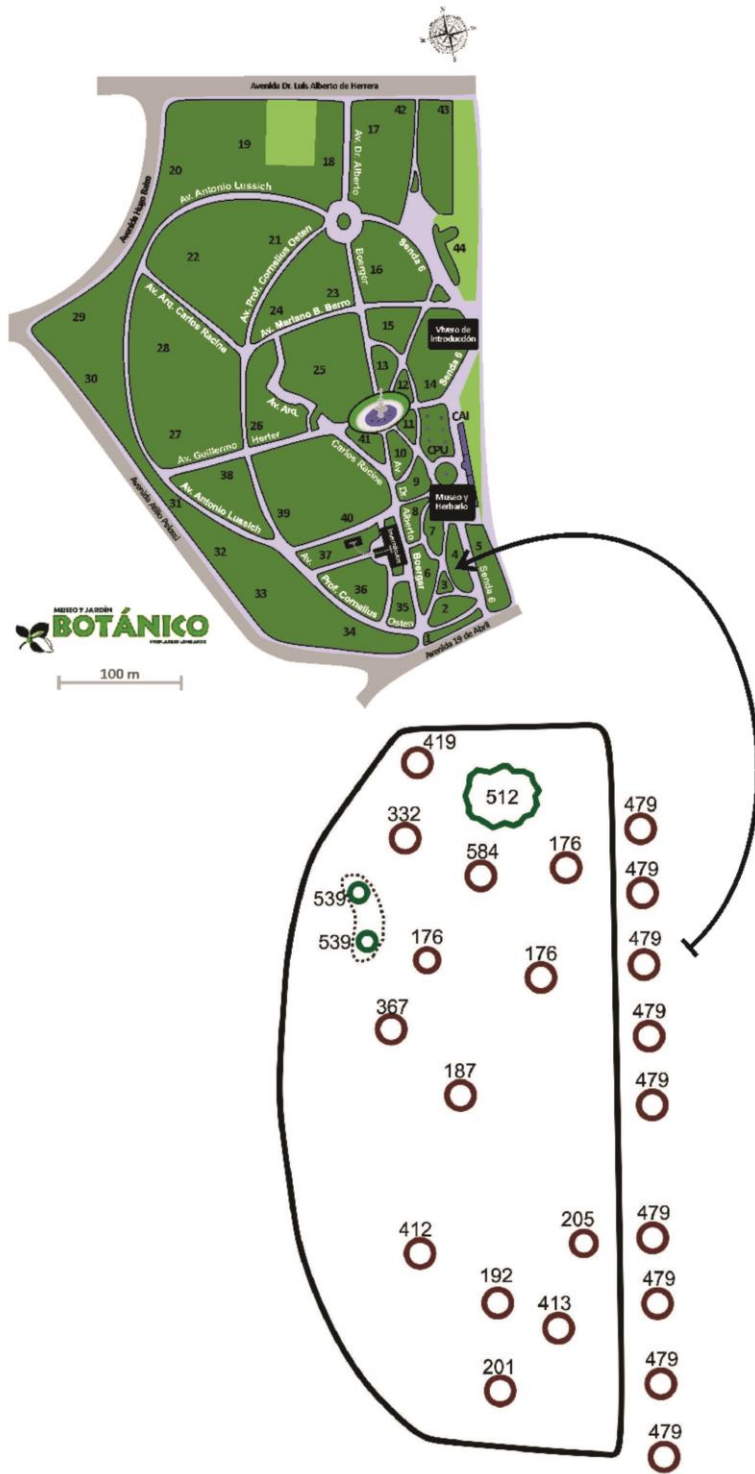 Avenida Dr. Luis Alberto de Herrera
42
43
17
19
18
20
Av. Dr. Alberto
Av. Antonio Lussich
21
22
Av. Prof. Cornelius Osten
Boerger
Senda 6
44
16
23
24
Av. Mariano B. Berro
Av. Arq. Carlos Racine
29
28
15
Vivero de
Introducción
30
25
13
12
14
Senda 6
Av. Arq.
11
CAI
27
26
Av. Guillermo Herter
41
Carlos Racine
10
Av.
CPU
38
9
Dr.
Museo y
Herbario
31
Av. Antonio Lussich
39
40
8
Alberto
7
32
37
Av.
4
5
Boerger
6
3
Senda 6
33
36
Prof. Cornelius
35
Osten
2
34
1
Avenida 19 de Abril
MUSEO Y JARDÍN
BOTÁNICO
100 m
419
512
332
584
176
479
479
539
539
176
176
479
367
479
187
479
412
205
479
192
413
479
201
479
479